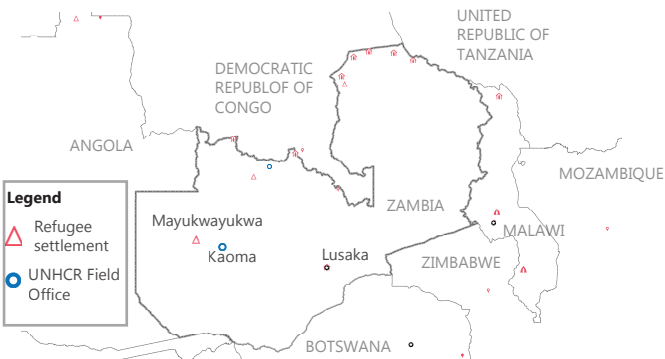 UNITED
REPUBLIC OF
TANZANIA
DEMOCRATIC
REPUBLOF OF
CONGO
ANGOLA
MOZAMBIQUE
Legend
Refugee
settlement
UNHCR Field
Office
ZAMBIA
Mayukwayukwa
MALAWI
Kaoma
Lusaka
ZIMBABWE
BOTSWANA